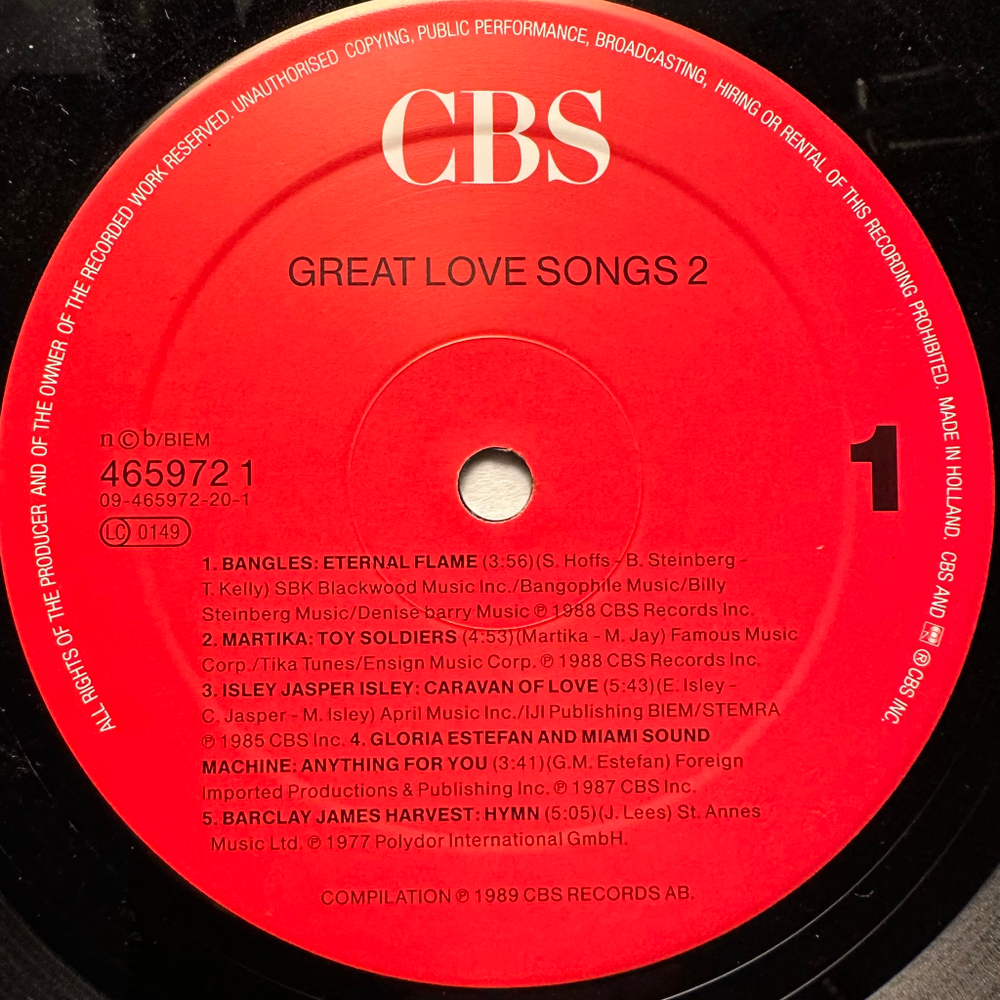 ALL RIGHTS OF THE PRODUCER AND OF THE OWNER OF THE RECORDED WORK RESERVED. UNAUTHORISED COPYING, PUBLIC PERFORMANCE, BROADCASTING, HIRING OR RENTAL OF THIS RECORDING PROHIBITED. MADE IN HOLLAND. CBS AND ® CBS INC.
CBS
GREAT LOVE SONGS 2
n©b/BIEM
465972 1
09-465972-20-1
LC 0149
1
1. BANGLES: ETERNAL FLAME (3:56)(S. Hoffs - B. Steinberg -
T. Kelly) SBK Blackwood Music Inc./Bangophile Music/Billy
Steinberg Music/Denise barry Music ℗ 1988 CBS Records Inc.
2. MARTIKA: TOY SOLDIERS (4:53)(Martika - M. Jay) Famous Music
Corp./Tika Tunes/Ensign Music Corp. ℗ 1988 CBS Records Inc.
3. ISLEY JASPER ISLEY: CARAVAN OF LOVE (5:43)(E. Isley -
C. Jasper - M. Isley) April Music Inc./IJI Publishing BIEM/STEMRA
℗ 1985 CBS Inc. 4. GLORIA ESTEFAN AND MIAMI SOUND
MACHINE: ANYTHING FOR YOU (3:41)(G.M. Estefan) Foreign
Imported Productions & Publishing Inc. ℗ 1987 CBS Inc.
5. BARCLAY JAMES HARVEST: HYMN (5:05)(J. Lees) St. Annes
Music Ltd. ℗ 1977 Polydor International GmbH.
COMPILATION ℗ 1989 CBS RECORDS AB.